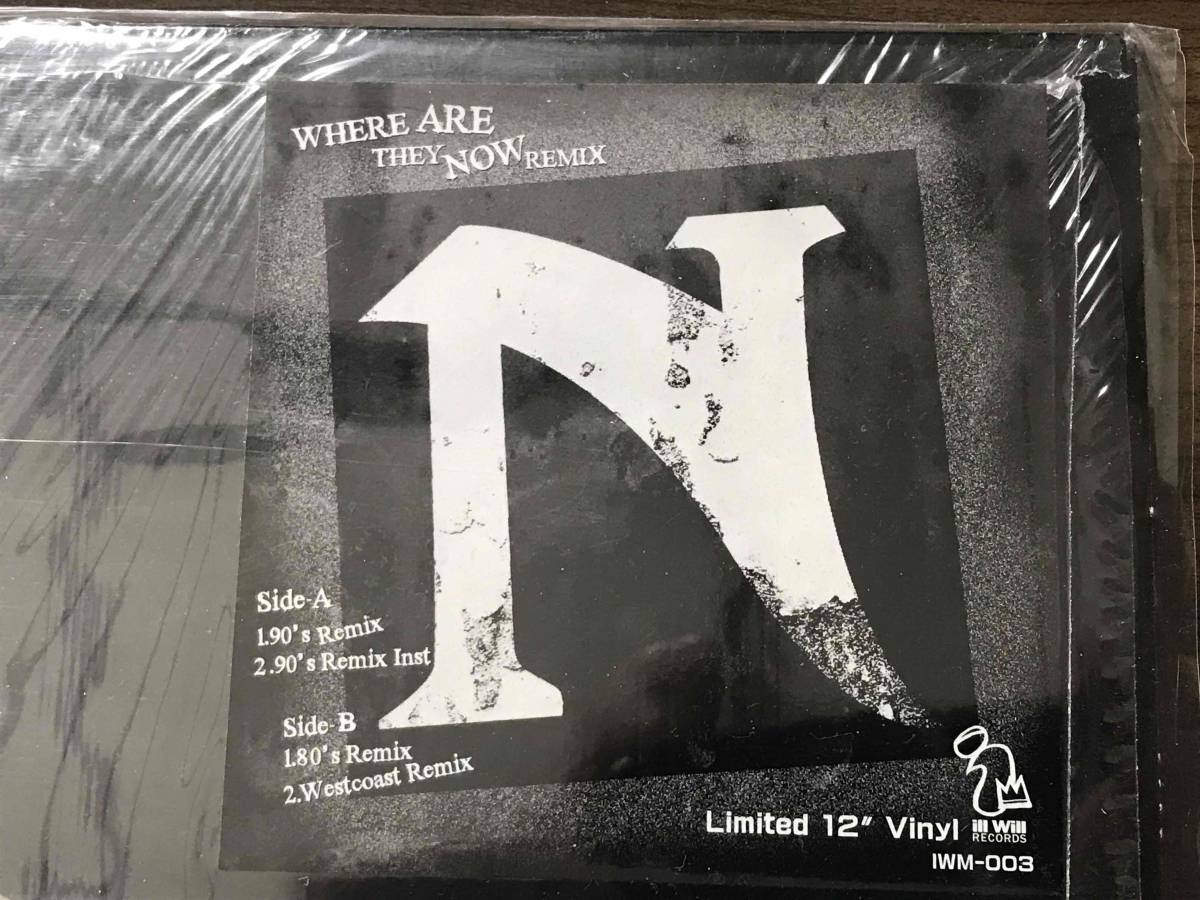 WHERE ARE
THEY NOW REMIX
N
Side-A
1.90's Remix
2.90's Remix Inst
Side-B
1.80's Remix
2.Westcoast Remix
Limited 12" Vinyl
ill Will
RECORDS
IWM-003